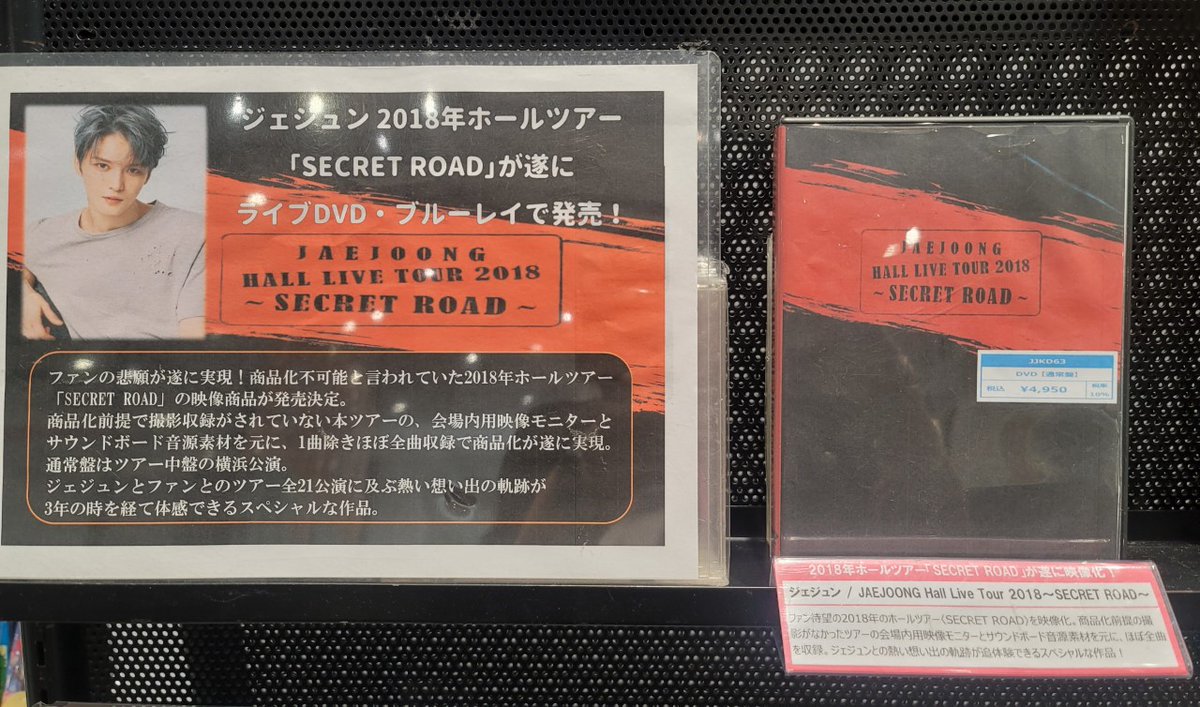 ジェジュン 2018年ホールツアー
「SECRET ROAD」が遂に
ライブDVD・ブルーレイで発売！
JAEJOONG
HALL LIVE TOUR 2018
~ SECRET ROAD ~
ファンの悲願が遂に実現！商品化不可能と言われていた2018年ホールツアー
「SECRET ROAD」の映像商品が発売決定。
商品化前提で撮影収録がされていない本ツアーの、会場内用映像モニターと
サウンドボード音源素材を元に、1曲除きほぼ全曲収録で商品化が遂に実現。
通常盤はツアー中盤の横浜公演。
ジェジュンとファンとのツアー全21公演に及ぶ熱い想い出の軌跡が
3年の時を経て体感できるスペシャルな作品。
JAEJOONG
HALL LIVE TOUR 2018
~ SECRET ROAD ~
JJKD63
DVD【通常盤】
税込 ¥4,950 税率 10%
2018年ホールツアー「SECRET ROAD」が遂に映像化！
ジェジュン / JAEJOONG Hall Live Tour 2018～SECRET ROAD～
ファン待望の2018年のホールツアー〈SECRET ROAD〉を映像化。商品化前提の撮
影がなかったツアーの会場内用映像モニターとサウンドボード音源素材を元に、ほぼ全曲
を収録。ジェジュンとの熱い想い出の軌跡が追体験できるスペシャルな作品！